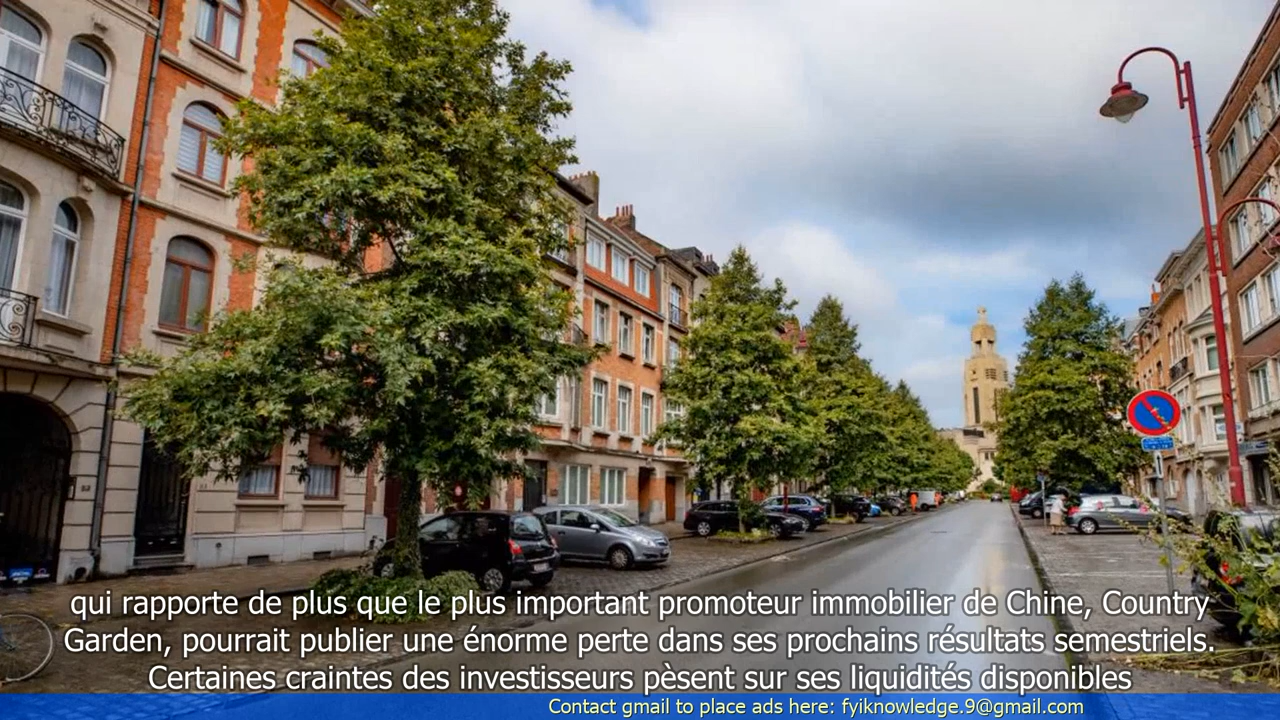 qui rapporte de plus que le plus important promoteur immobilier de Chine, Country
Garden, pourrait publier une énorme perte dans ses prochains résultats semestriels.
Certaines craintes des investisseurs pèsent sur ses liquidités disponibles
Contact gmail to place ads here: fyiknowledge.9@gmail.com